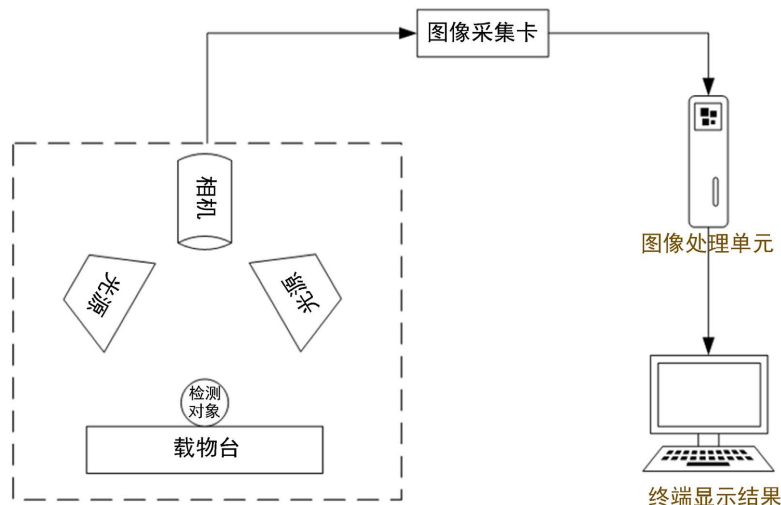 图像采集卡
相机
光源
光源
图像处理单元
检测
对象
载物台
终端显示结果